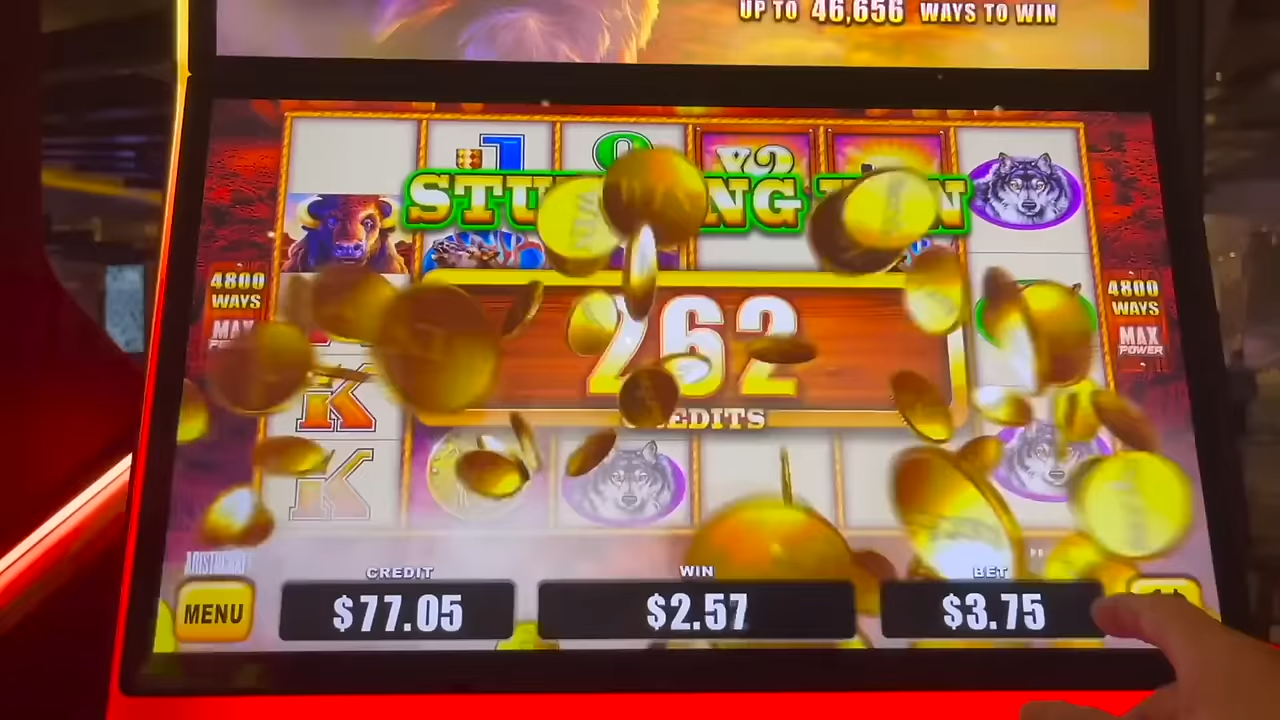 UP TO 46,656 WAYS TO WIN
4800
WAYS
MAX
262
K
K
4800
WAYS
MAX
POWER
CREDIT
WIN
BET
MENU
$77.05
$2.57
$3.75